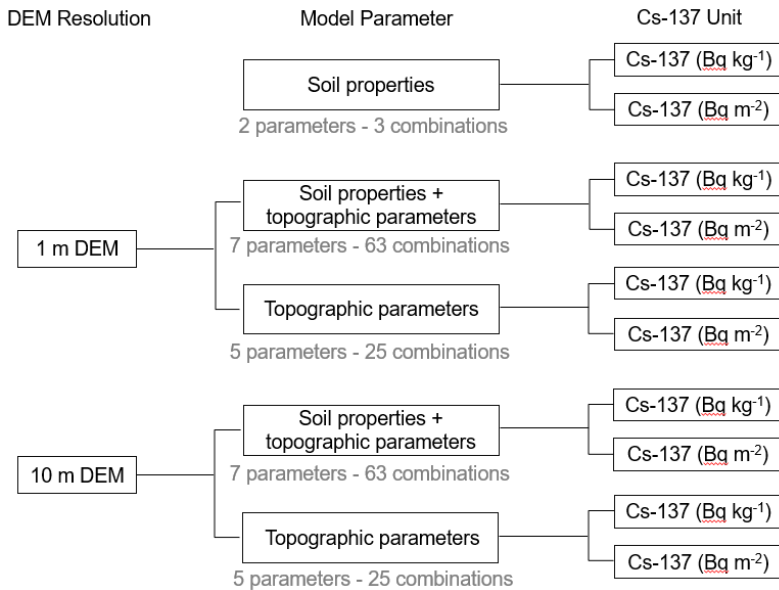 DEM Resolution Model Parameter Cs-137 Unit
Soil properties
2 parameters - 3 combinations
Cs-137 (Bq kg⁻¹)
Cs-137 (Bq m⁻²)
1 m DEM
Soil properties +
topographic parameters
7 parameters - 63 combinations
Cs-137 (Bq kg⁻¹)
Cs-137 (Bq m⁻²)
Topographic parameters
5 parameters - 25 combinations
Cs-137 (Bq kg⁻¹)
Cs-137 (Bq m⁻²)
10 m DEM
Soil properties +
topographic parameters
7 parameters - 63 combinations
Cs-137 (Bq kg⁻¹)
Cs-137 (Bq m⁻²)
Topographic parameters
5 parameters - 25 combinations
Cs-137 (Bq kg⁻¹)
Cs-137 (Bq m⁻²)